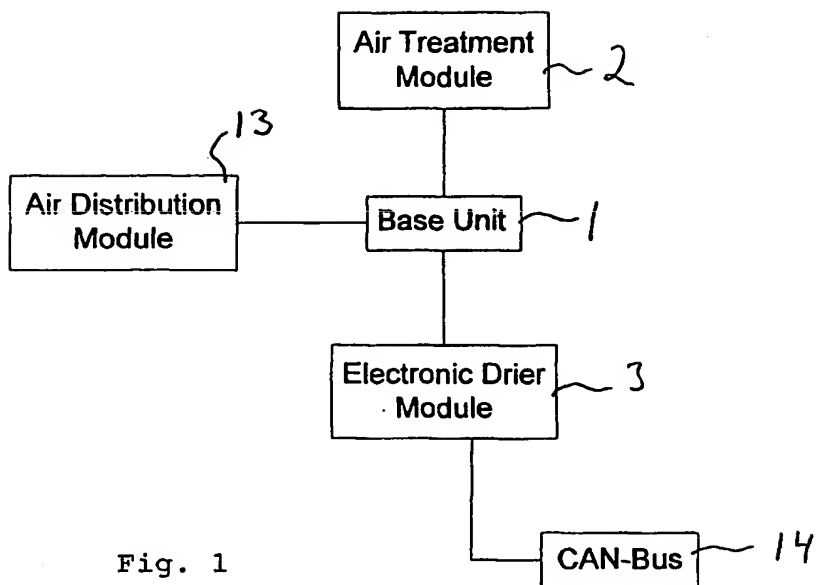 Air Treatment
Module
2
13
Air Distribution
Module
Base Unit
1
Electronic Drier
Module
3
CAN-Bus
14
Fig. 1